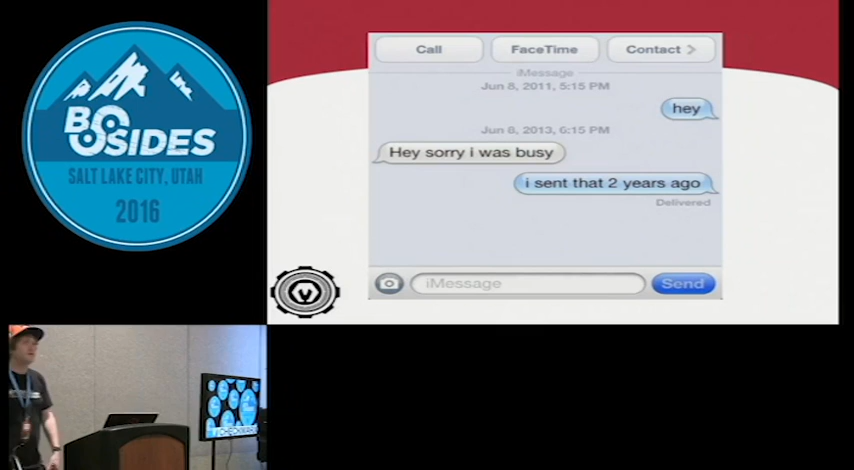 BSIDES
SALT LAKE CITY, UTAH
2016
Call
FaceTime
Contact >
iMessage
Jun 8, 2011, 5:15 PM
hey
Jun 8, 2013, 6:15 PM
Hey sorry i was busy
i sent that 2 years ago
Delivered
iMessage
Send
SIDES